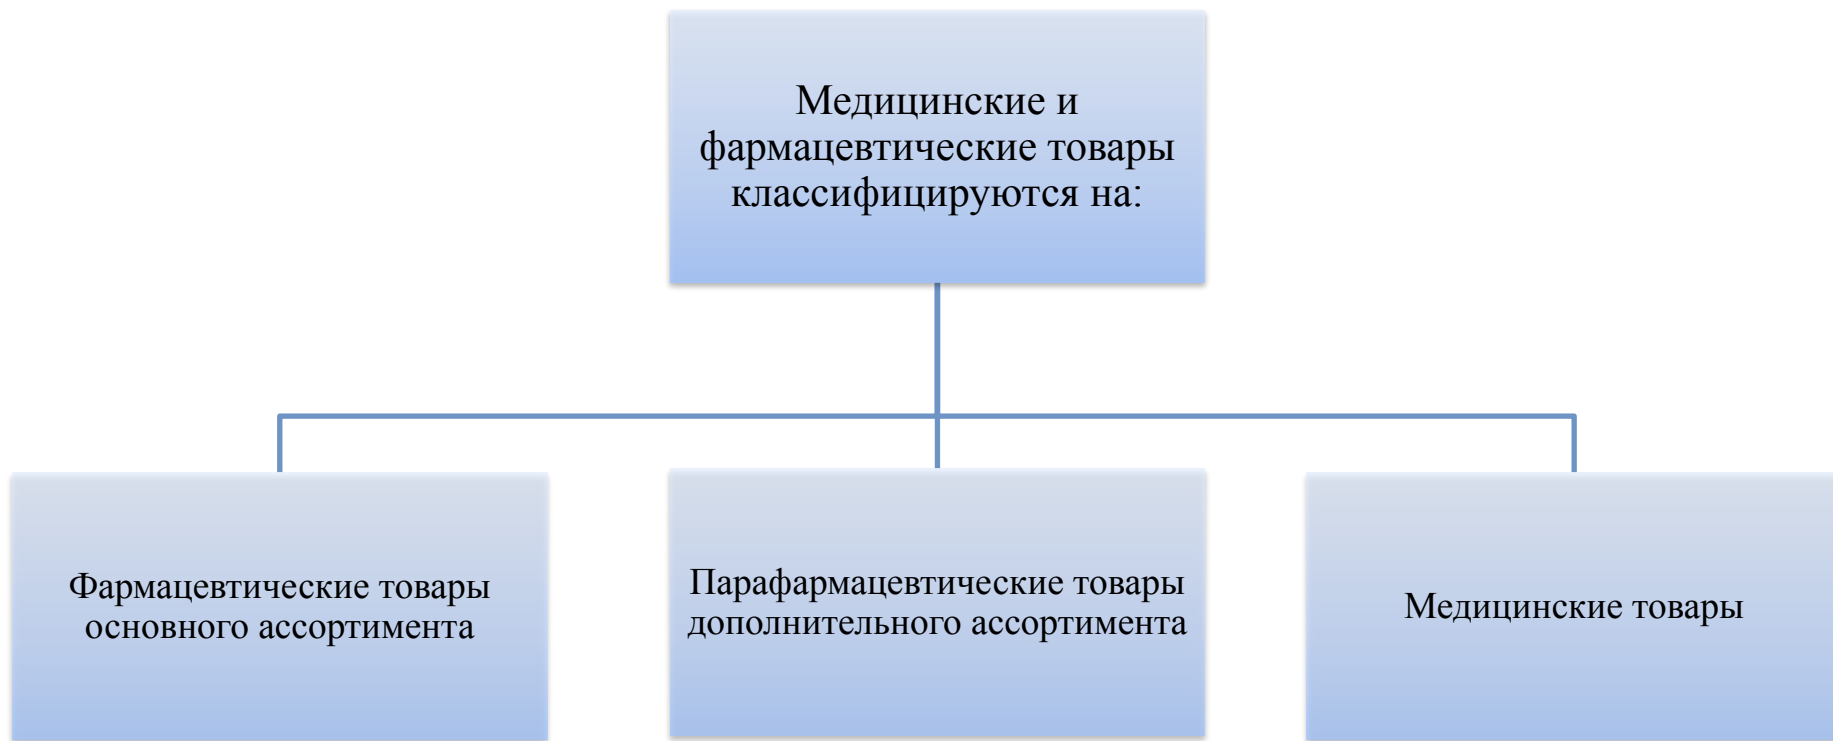 Медицинские и
фармацевтические товары
классифицируются на:
Фармацевтические товары
основного ассортимента
Парафармацевтические товары
дополнительного ассортимента
Медицинские товары